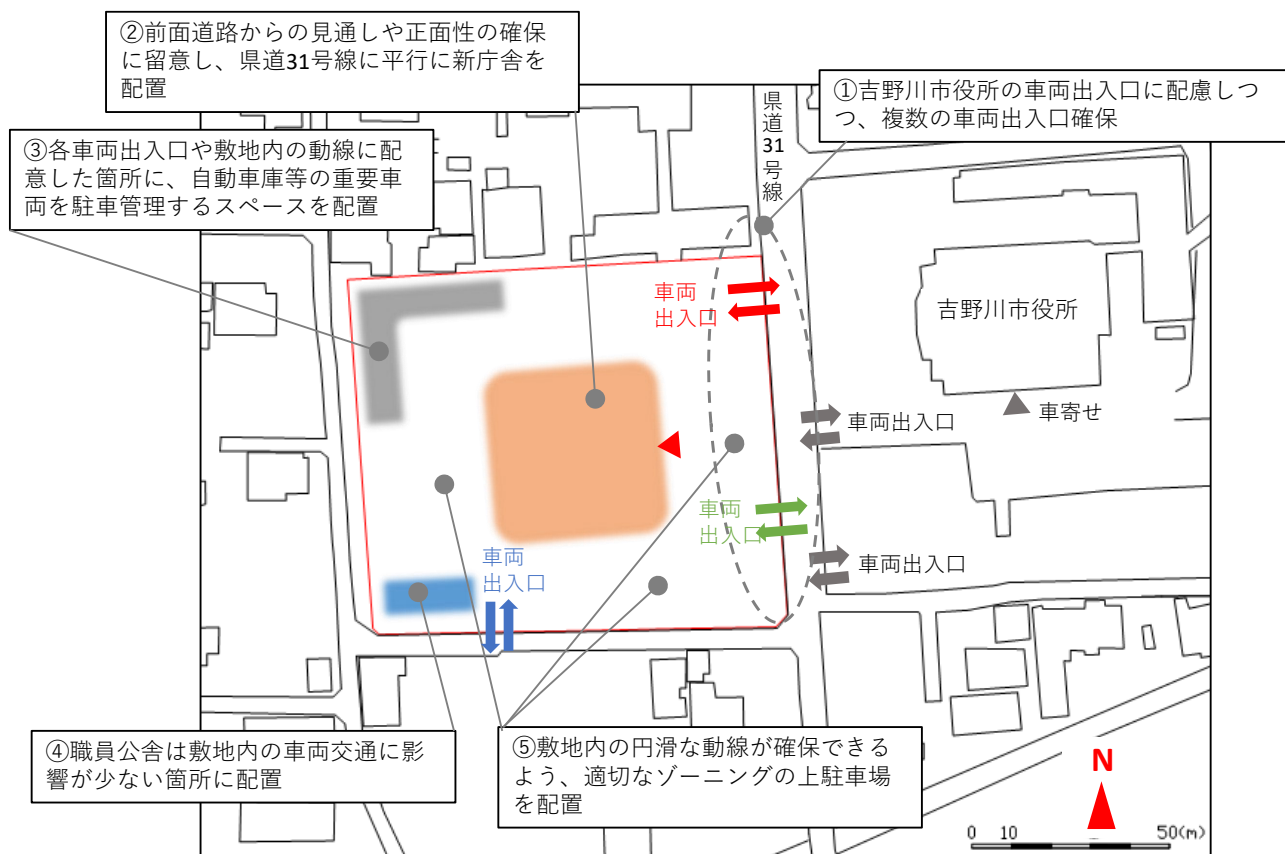 ②前面道路からの見通しや正面性の確保
に留意し、県道31号線に平行に新庁舎を
配置
①吉野川市役所の車両出入口に配慮しつ
つ、複数の車両出入口確保
県道31号線
③各車両出入口や敷地内の動線に配
意した箇所に、自動車庫等の重要車
両を駐車管理するスペースを配置
車両
出入口
吉野川市役所
車寄せ
車両出入口
車両
出入口
車両出入口
車両
出入口
④職員公舎は敷地内の車両交通に影
響が少ない箇所に配置
⑤敷地内の円滑な動線が確保できる
よう、適切なゾーニングの上駐車場
を配置
N
0 10 50(m)